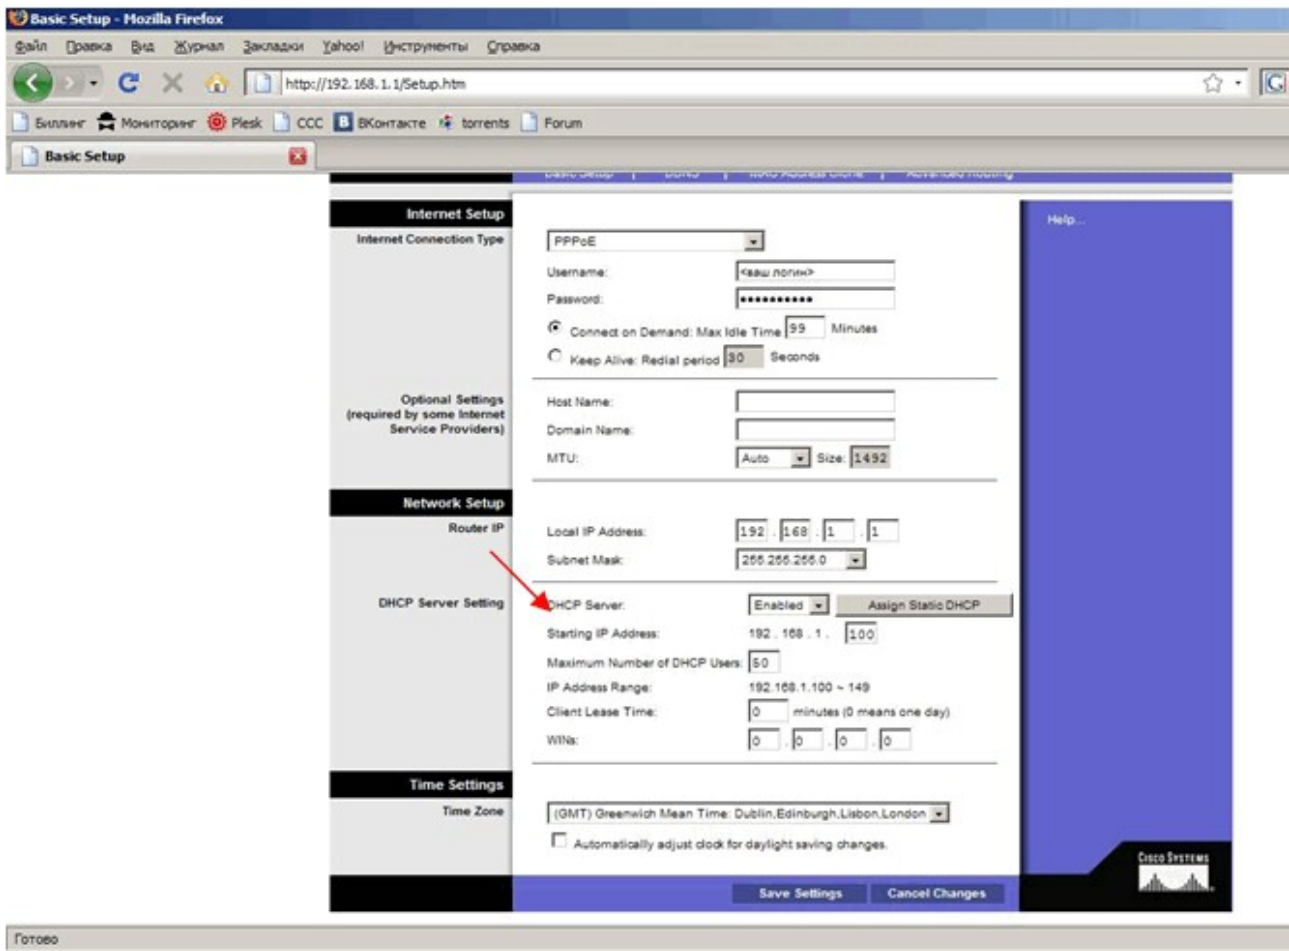 Basic Setup - Mozilla Firefox
Файл Правка Вид Журнал Закладки Yahoo! Инструменты Справка
http://192.168.1.1/Setup.htm
Биллинг Мониторинг Plesk CCC B ВКонтакте torrents Forum
Basic Setup
Basic Setup | DDNS | MAC Address Clone | Advanced Routing
Internet Setup
Help...
Internet Connection Type PPPoE
Username: <ваш логин>
Password: ••••••••••
Connect on Demand: Max Idle Time 99 Minutes
Keep Alive: Redial period 30 Seconds
Optional Settings
(required by some Internet
Service Providers)
Host Name:
Domain Name:
MTU: Auto Size: 1492
Network Setup
Router IP
Local IP Address: 192 . 168 . 1 . 1
Subnet Mask: 255.255.255.0
DHCP Server Setting DHCP Server: Enabled Assign Static DHCP
Starting IP Address: 192 . 168 . 1 . 100
Maximum Number of DHCP Users: 50
IP Address Range: 192.168.1.100 ~ 149
Client Lease Time: 0 minutes (0 means one day)
WINs: 0 . 0 . 0 . 0
Time Settings
Time Zone
(GMT) Greenwich Mean Time: Dublin,Edinburgh,Lisbon,London
Automatically adjust clock for daylight saving changes.
CISCO SYSTEMS
Save Settings Cancel Changes
Готово